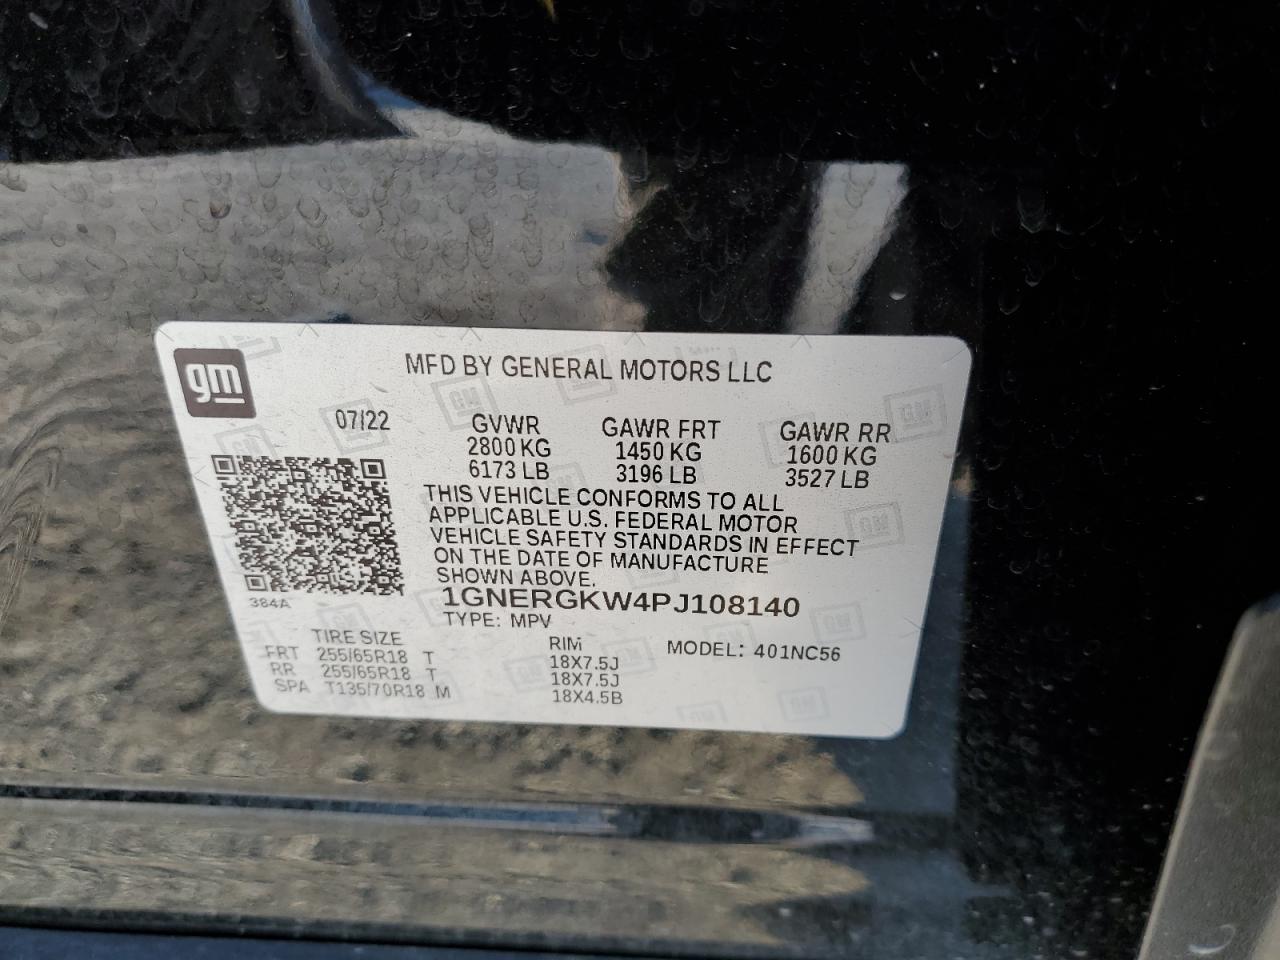 gm
MFD BY GENERAL MOTORS LLC
07/22
GVWR GAWR FRT GAWR RR
2800 KG 1450 KG 1600 KG
6173 LB 3196 LB 3527 LB
THIS VEHICLE CONFORMS TO ALL
APPLICABLE U.S. FEDERAL MOTOR
VEHICLE SAFETY STANDARDS IN EFFECT
ON THE DATE OF MANUFACTURE
SHOWN ABOVE.
384A
1GNERGKW4PJ108140
TYPE: MPV
TIRE SIZE RIM MODEL: 401NC56
FRT 255/65R18 T 18X7.5J
RR 255/65R18 T 18X7.5J
SPA T135/70R18 M 18X4.5B